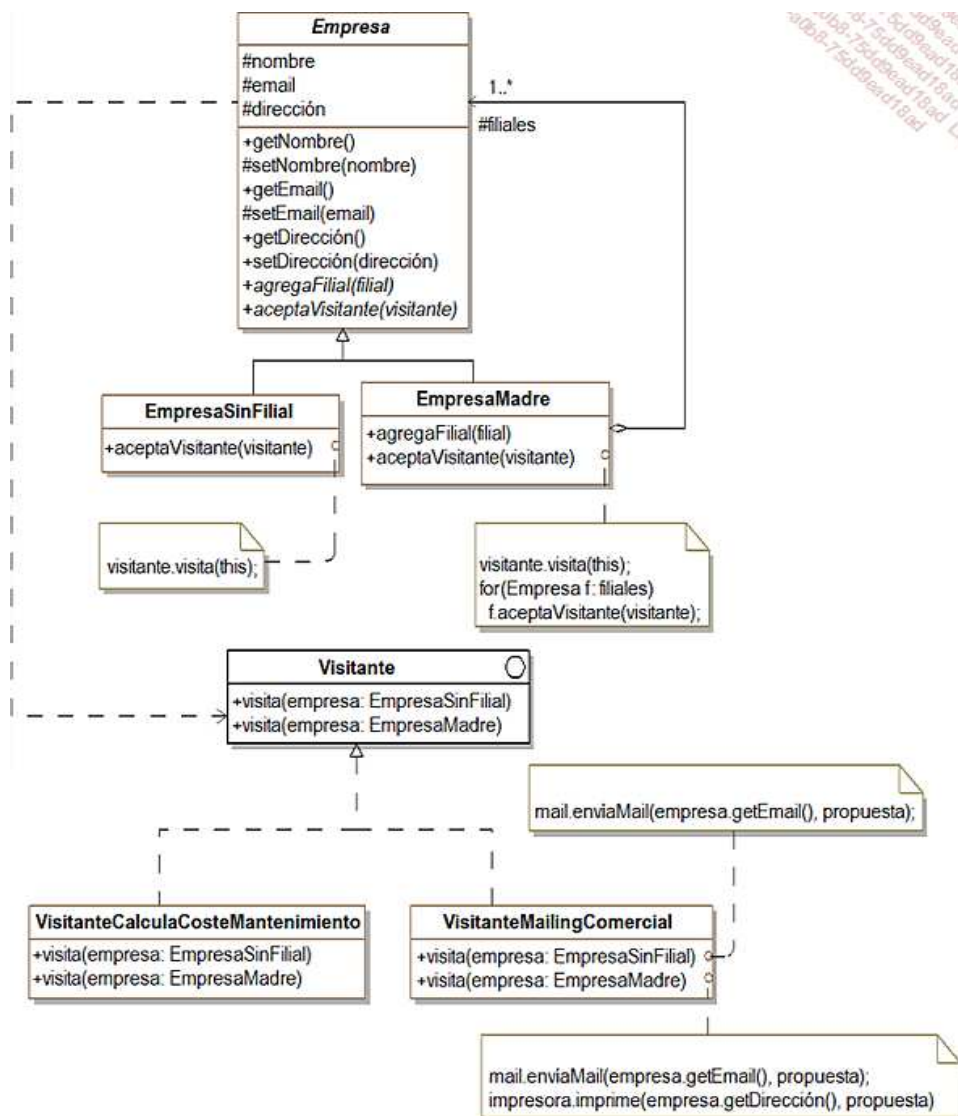 Empresa
#nombre
#email
#dirección
+getNombre()
#setNombre(nombre)
+getEmail()
#setEmail(email)
+getDirección()
+setDirección(dirección)
+agregaFilial(filial)
+aceptaVisitante(visitante)
1..*
#filiales
EmpresaSinFilial
+aceptaVisitante(visitante)
EmpresaMadre
+agregaFilial(filial)
+aceptaVisitante(visitante)
visitante.visita(this);
visitante.visita(this);
for(Empresa f: filiales)
f.aceptaVisitante(visitante);
Visitante
+visita(empresa: EmpresaSinFilial)
+visita(empresa: EmpresaMadre)
mail.enviaMail(empresa.getEmail(), propuesta);
VisitanteCalculaCosteMantenimiento
+visita(empresa: EmpresaSinFilial)
+visita(empresa: EmpresaMadre)
VisitanteMailingComercial
+visita(empresa: EmpresaSinFilial)
+visita(empresa: EmpresaMadre)
mail.enviaMail(empresa.getEmail(), propuesta);
impresora.imprime(empresa.getDirección(), propuesta)